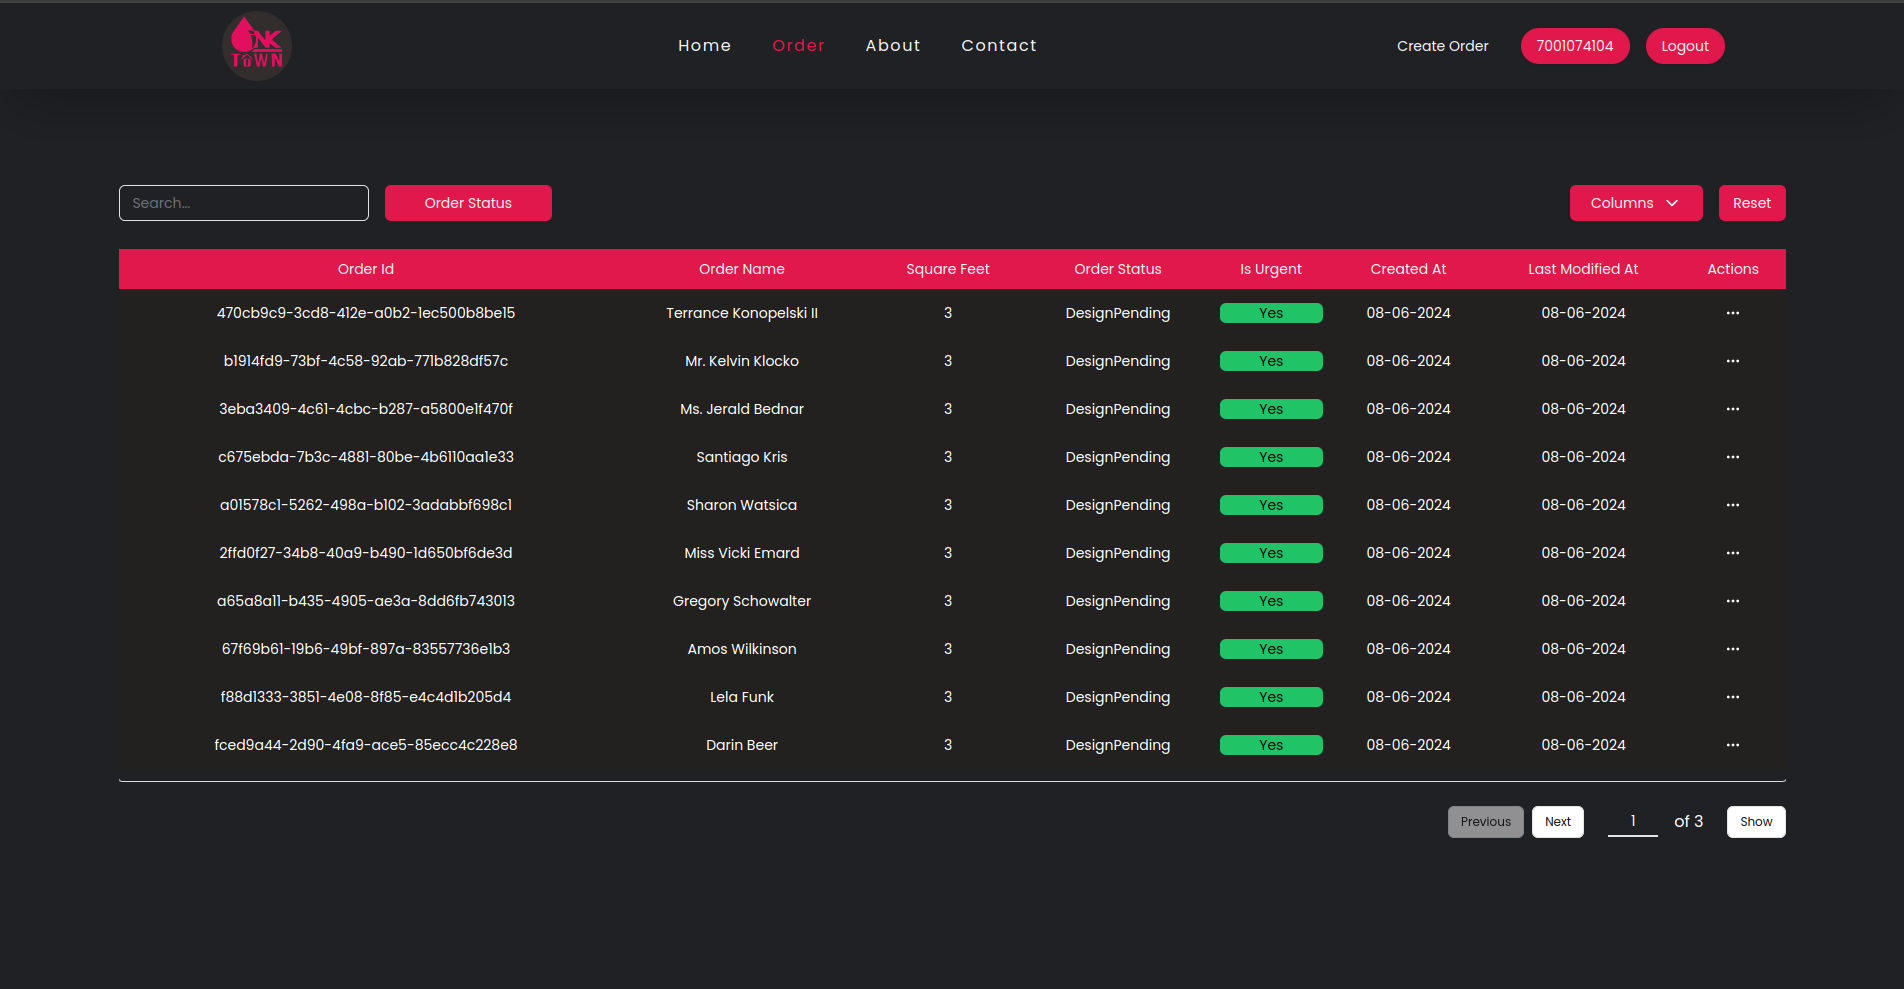 INK TOWN
Home Order About Contact Create Order 7001074104 Logout
Search... Order Status Columns Reset
Order Id Order Name Square Feet Order Status Is Urgent Created At Last Modified At Actions
470cb9c9-3cd8-412e-a0b2-1ec500b8be15 Terrance Konopelski II 3 DesignPending Yes 08-06-2024 08-06-2024 ...
b1914fd9-73bf-4c58-92ab-771b828df57c Mr. Kelvin Klocko 3 DesignPending Yes 08-06-2024 08-06-2024 ...
3eba3409-4c61-4cbc-b287-a5800e1f470f Ms. Jerald Bednar 3 DesignPending Yes 08-06-2024 08-06-2024 ...
c675ebda-7b3c-4881-80be-4b6110aa1e33 Santiago Kris 3 DesignPending Yes 08-06-2024 08-06-2024 ...
a01578c1-5262-498a-b102-3adabbf698c1 Sharon Watsica 3 DesignPending Yes 08-06-2024 08-06-2024 ...
2ffd0f27-34b8-40a9-b490-1d650bf6de3d Miss Vicki Emard 3 DesignPending Yes 08-06-2024 08-06-2024 ...
a65a8a11-b435-4905-ae3a-8dd6fb743013 Gregory Schowalter 3 DesignPending Yes 08-06-2024 08-06-2024 ...
67f69b61-19b6-49bf-897a-83557736e1b3 Amos Wilkinson 3 DesignPending Yes 08-06-2024 08-06-2024 ...
f88d1333-3851-4e08-8f85-e4c4d1b205d4 Lela Funk 3 DesignPending Yes 08-06-2024 08-06-2024 ...
fced9a44-2d90-4fa9-ace5-85ecc4c228e8 Darin Beer 3 DesignPending Yes 08-06-2024 08-06-2024 ...
Previous Next 1 of 3 Show